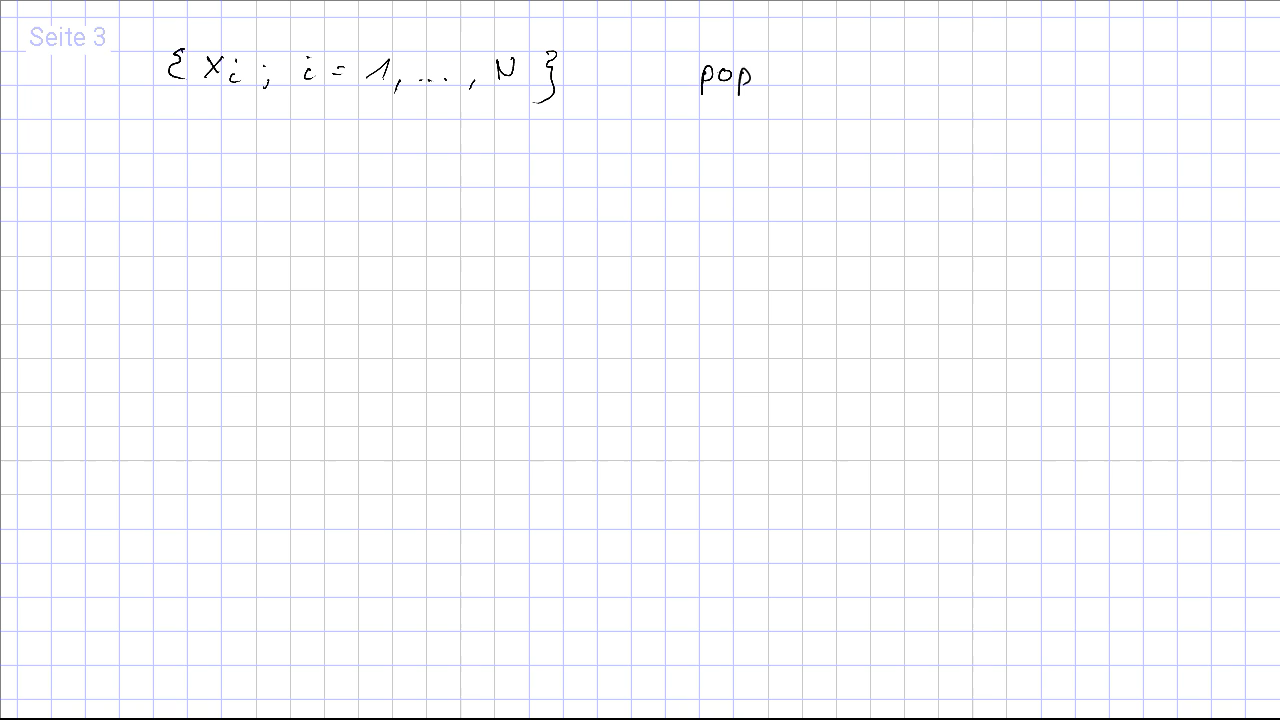 Seite 3
{ x_i ; i = 1, ..., N } pop